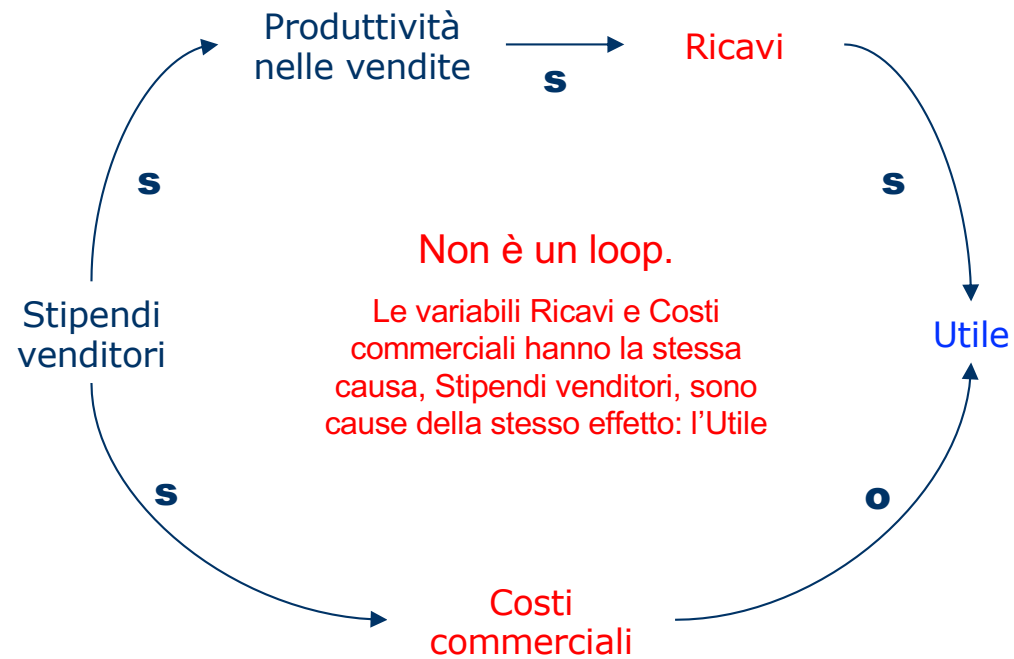 Produttività
nelle vendite
s
Ricavi
s
s
Non è un loop.
Le variabili Ricavi e Costi
commerciali hanno la stessa
causa, Stipendi venditori, sono
cause della stesso effetto: l’Utile
Stipendi
venditori
Utile
s
o
Costi
commerciali